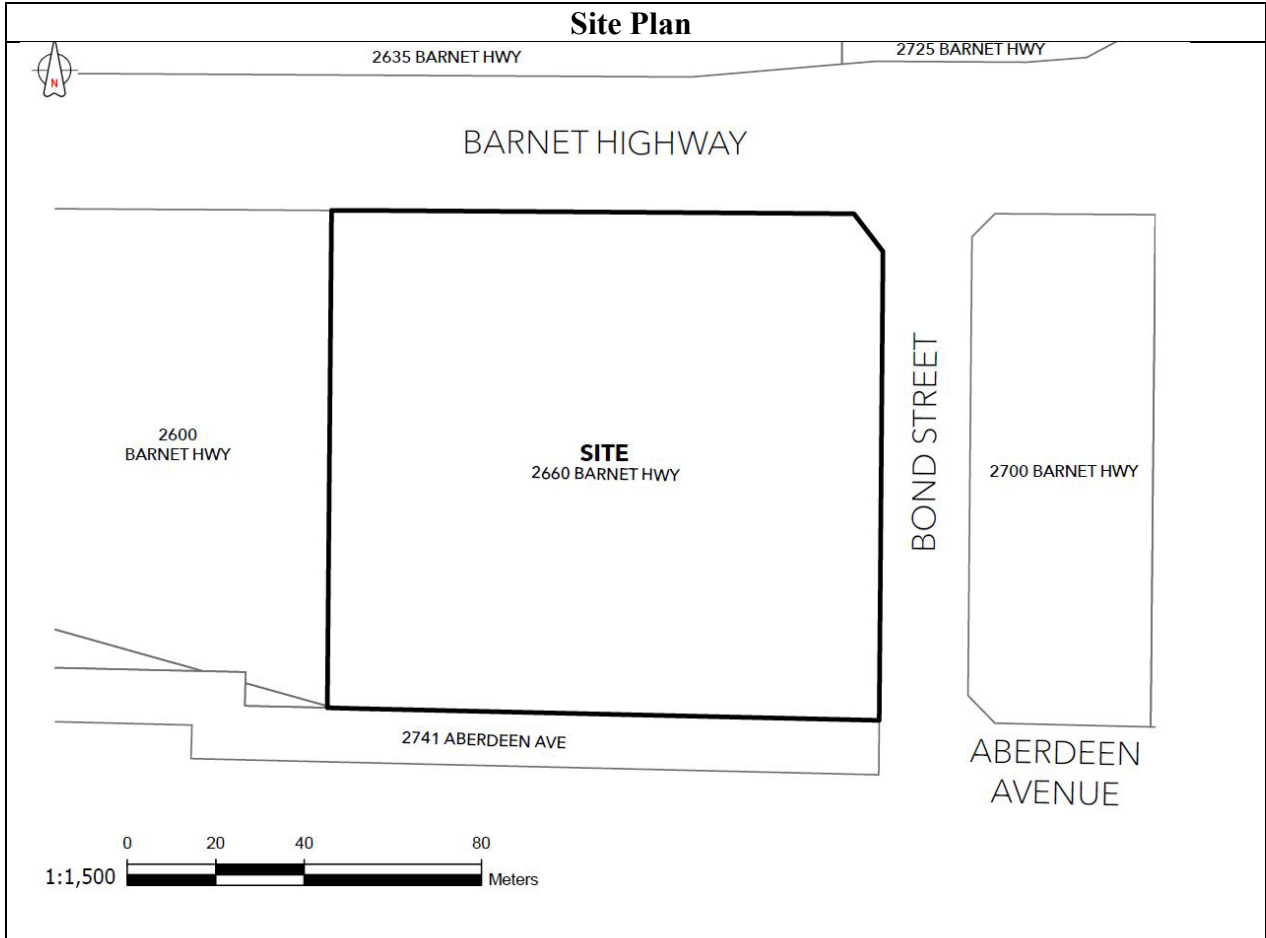 Site Plan
2635 BARNET HWY
2725 BARNET HWY
N
BARNET HIGHWAY
2600
BARNET HWY
SITE
2660 BARNET HWY
BOND STREET
2700 BARNET HWY
2741 ABERDEEN AVE
ABERDEEN
AVENUE
0 20 40 80
1:1,500 Meters